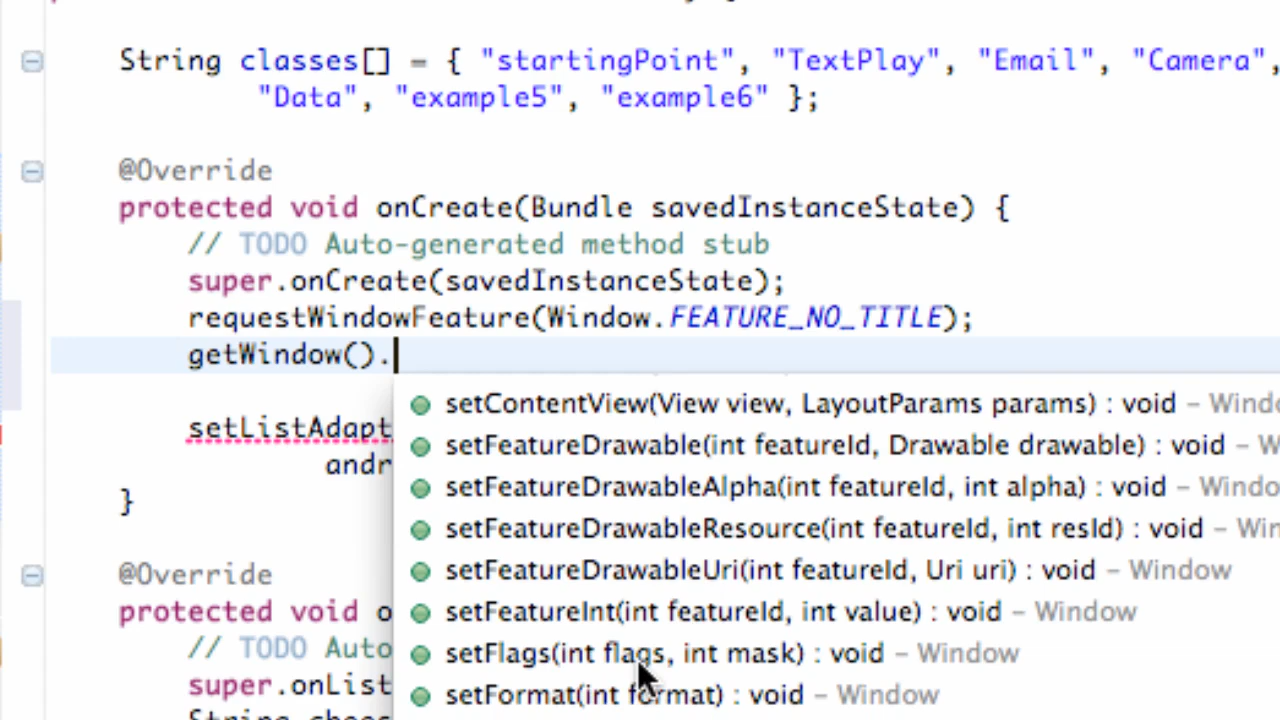 String classes[] = { "startingPoint", "TextPlay", "Email", "Camera",
"Data", "example5", "example6" };
@Override
protected void onCreate(Bundle savedInstanceState) {
// TODO Auto-generated method stub
super.onCreate(savedInstanceState);
requestWindowFeature(Window.FEATURE_NO_TITLE);
getWindow().
setContentView(View view, LayoutParams params) : void – Windo
setListAdapt
setFeatureDrawable(int featureId, Drawable drawable) : void – W
andr
setFeatureDrawableAlpha(int featureId, int alpha) : void – Windo
}
setFeatureDrawableResource(int featureId, int resId) : void – Win
@Override
setFeatureDrawableUri(int featureId, Uri uri) : void – Window
protected void o
setFeatureInt(int featureId, int value) : void – Window
// TODO Auto
setFlags(int flags, int mask) : void – Window
super.onList
setFormat(int format) : void – Window